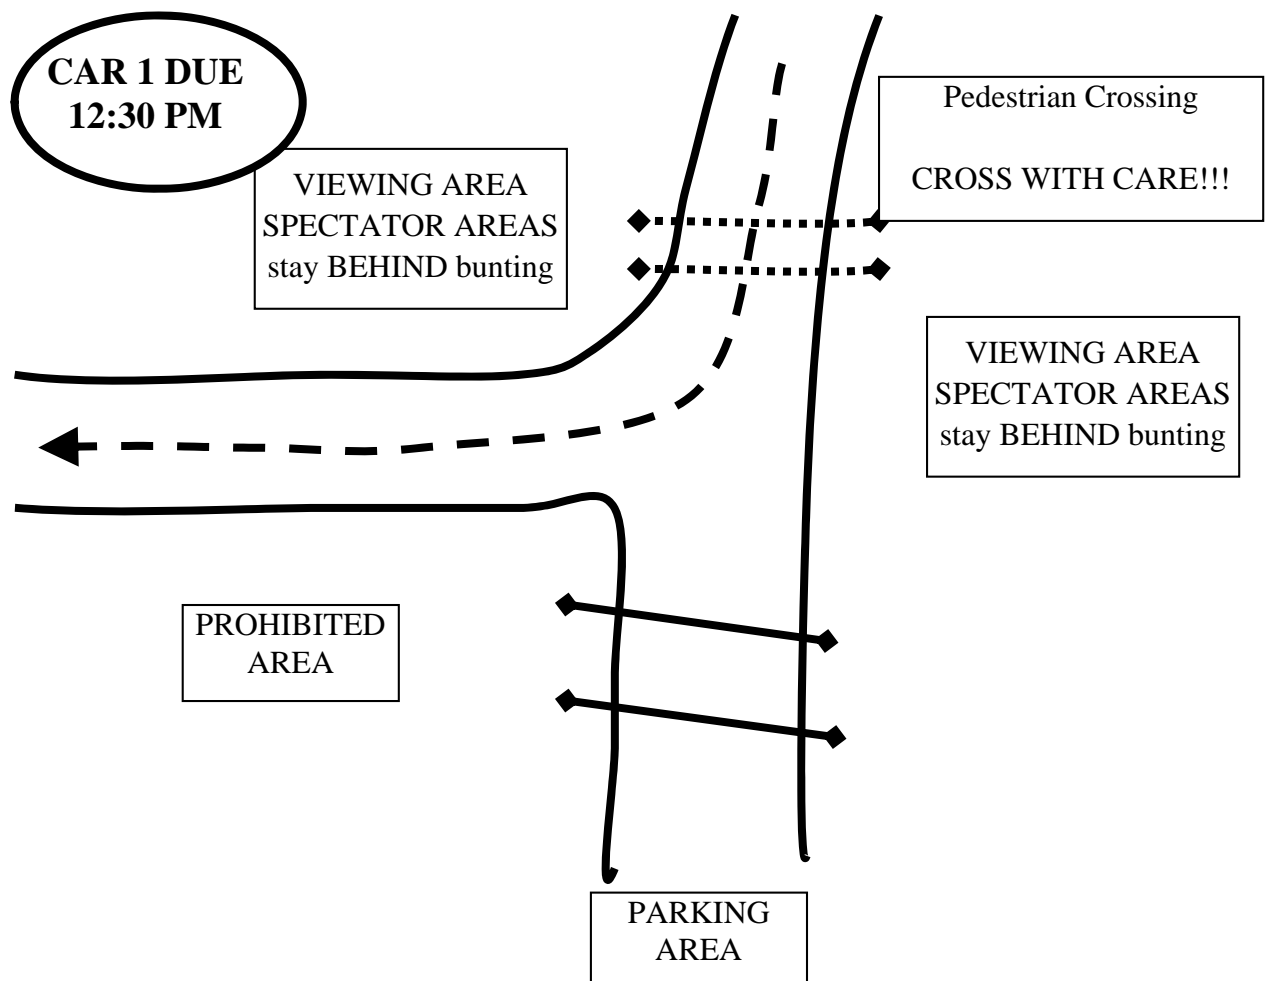 CAR 1 DUE
12:30 PM
Pedestrian Crossing
CROSS WITH CARE!!!
VIEWING AREA
SPECTATOR AREAS
stay BEHIND bunting
VIEWING AREA
SPECTATOR AREAS
stay BEHIND bunting
PROHIBITED
AREA
PARKING
AREA